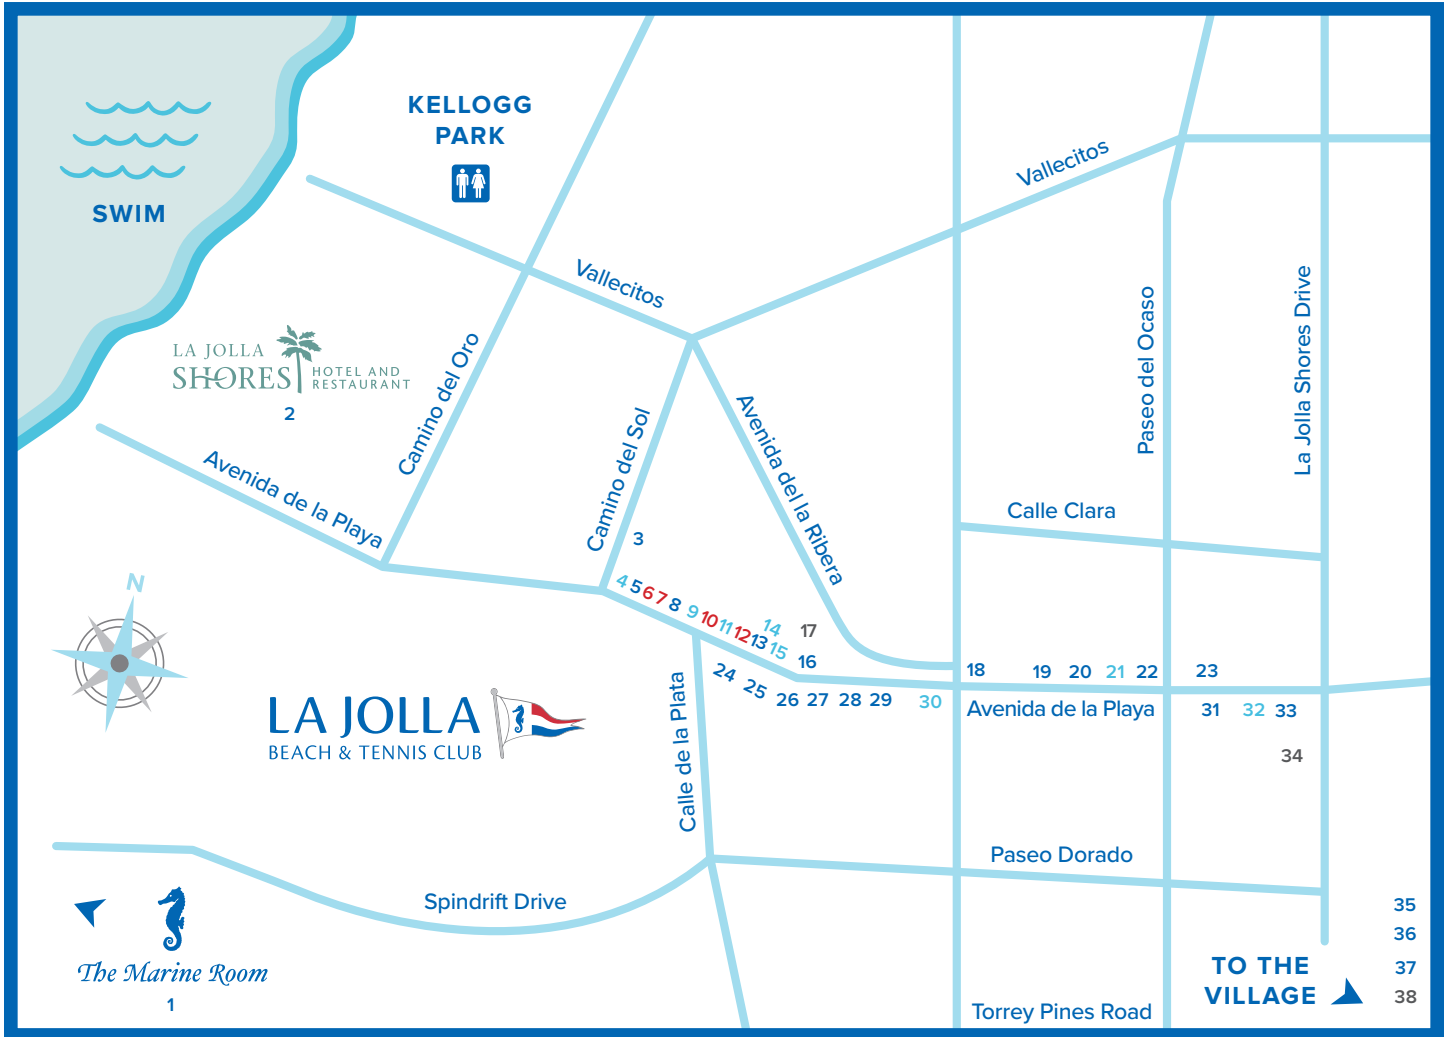 KELLOGG
PARK
SWIM
Vallecitos
Vallecitos
LA JOLLA
SHORES
HOTEL AND
RESTAURANT
2
Camino del Oro
Avenida de la Playa
Camino del Sol
3
Avenida del la Ribera
Paseo del Ocaso
La Jolla Shores Drive
Calle Clara
N
4 5 6 7 8 9 10 11 12 13 14 15 17
16
18 19 20 21 22 23
24 25 26 27 28 29 30
Avenida de la Playa
31 32 33
34
LA JOLLA
BEACH & TENNIS CLUB
Calle de la Plata
Paseo Dorado
Spindrift Drive
The Marine Room
1
35
36
37
38
TO THE
VILLAGE
Torrey Pines Road